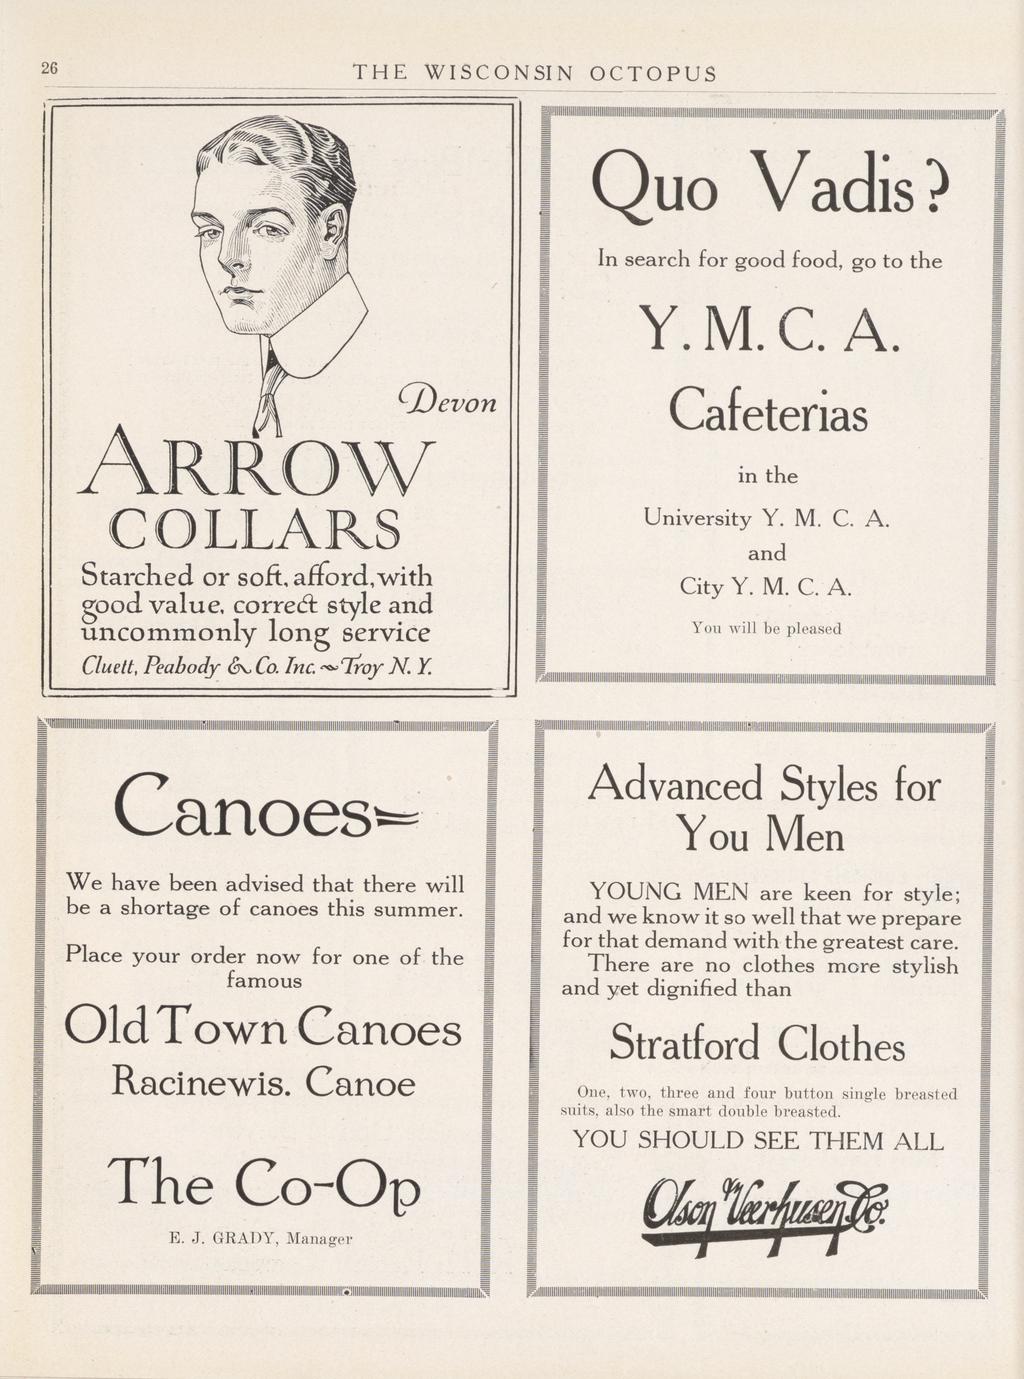 26
THE WISCONSIN OCTOPUS
Devon
ARROW
COLLARS
Starched or soft, afford, with
good value, correct style and
uncommonly long service
Cluett, Peabody & Co. Inc. ~ Troy N. Y.
Quo Vadis?
In search for good food, go to the
Y. M. C. A.
Cafeterias
in the
University Y. M. C. A.
and
City Y. M. C. A.
You will be pleased
Canoes=
We have been advised that there will
be a shortage of canoes this summer.
Place your order now for one of the
famous
Old Town Canoes
Racinewis. Canoe
The Co-Op
E. J. GRADY, Manager
Advanced Styles for
You Men
YOUNG MEN are keen for style;
and we know it so well that we prepare
for that demand with the greatest care.
There are no clothes more stylish
and yet dignified than
Stratford Clothes
One, two, three and four button single breasted
suits, also the smart double breasted.
YOU SHOULD SEE THEM ALL
Olson & Veerhusen Co.